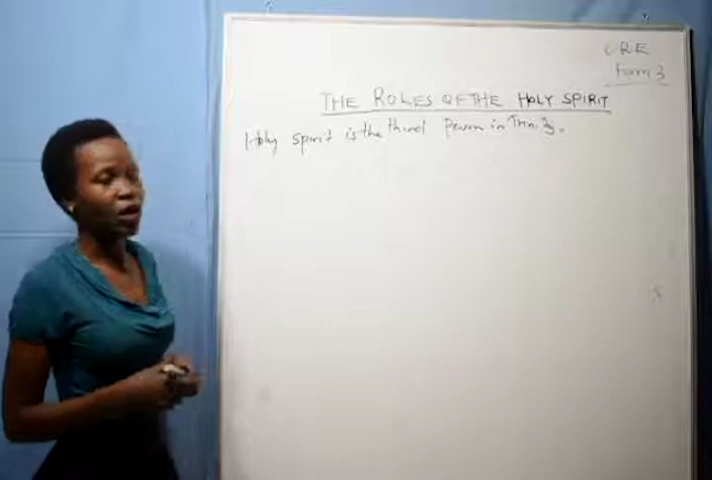 CRE
Form 3
THE ROLES OF THE HOLY SPIRIT
Holy Spirit is the third Person in Trinity.